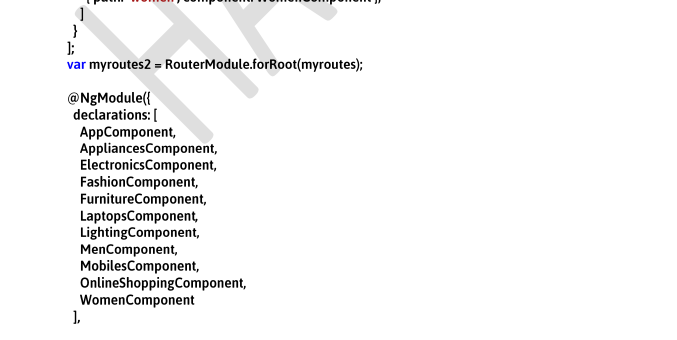 { path: "women", component: WomenComponent },
]
}
];
var myroutes2 = RouterModule.forRoot(myroutes);
@NgModule({
declarations: [
AppComponent,
AppliancesComponent,
ElectronicsComponent,
FashionComponent,
FurnitureComponent,
LaptopsComponent,
LightingComponent,
MenComponent,
MobilesComponent,
OnlineShoppingComponent,
WomenComponent
],